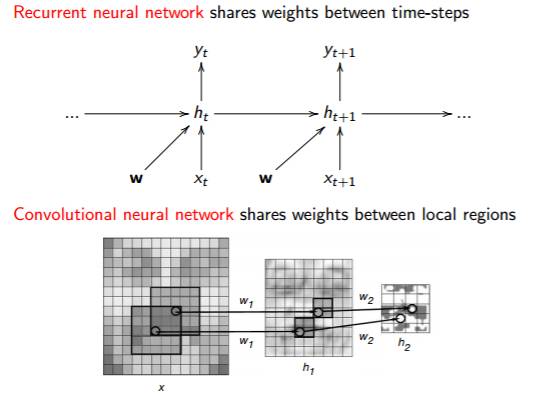 Recurrent neural network shares weights between time-steps
y_t y_{t+1}
... h_t h_{t+1} ...
w x_t w x_{t+1}
Convolutional neural network shares weights between local regions
w_1 w_2
w_1 w_2 h_2
h_1
x